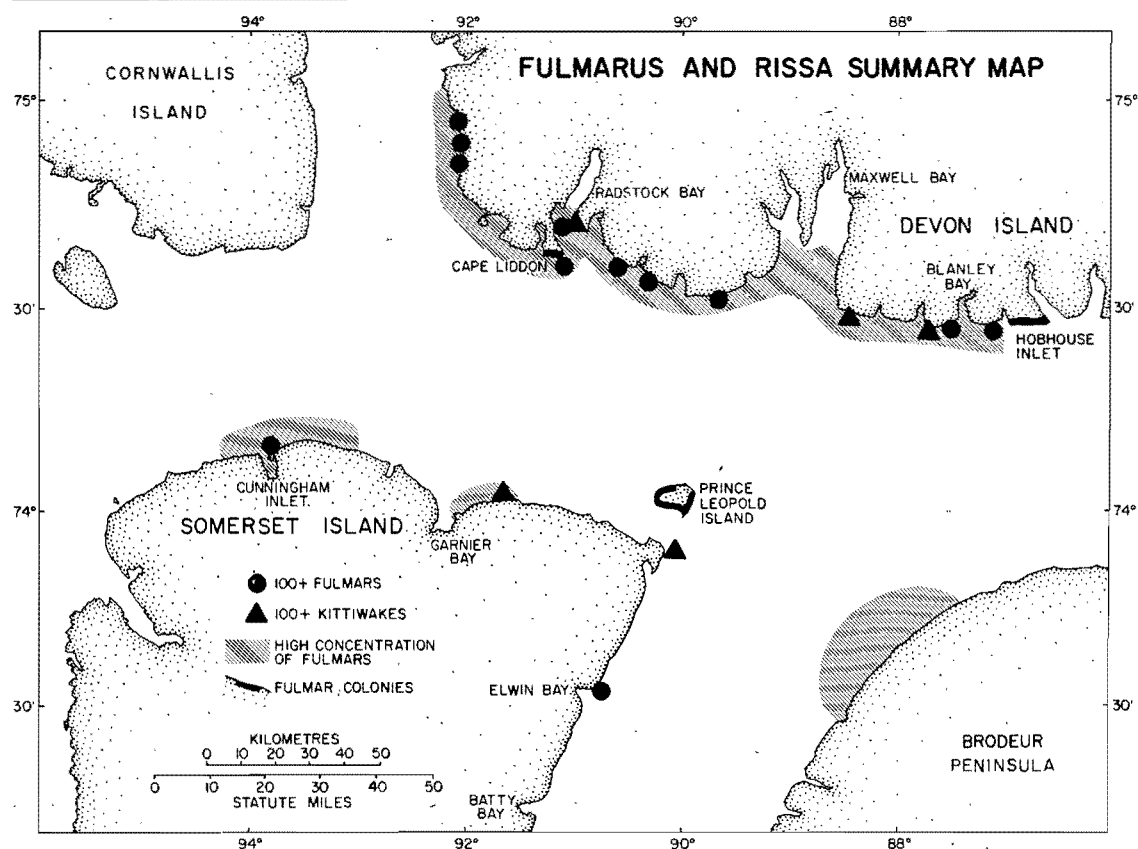 94°
92°
90°
88°
CORNWALLIS
ISLAND
FULMARUS AND RISSA SUMMARY MAP
75°
75°
RADSTOCK BAY
MAXWELL BAY
DEVON ISLAND
CAPE LIDDON
BLANLEY
BAY
30'
30'
HOBHOUSE
INLET
CUNNINGHAM
INLET
PRINCE
LEOPOLD
ISLAND
74°
74°
SOMERSET ISLAND
GARNIER
BAY
100+ FULMARS
100+ KITTIWAKES
HIGH CONCENTRATION
OF FULMARS
FULMAR COLONIES
ELWIN BAY
30'
30'
KILOMETRES
0 10 20 30 40 50
0 10 20 30 40 50
STATUTE MILES
BRODEUR
PENINSULA
BATTY
BAY
94°
92°
90°
88°